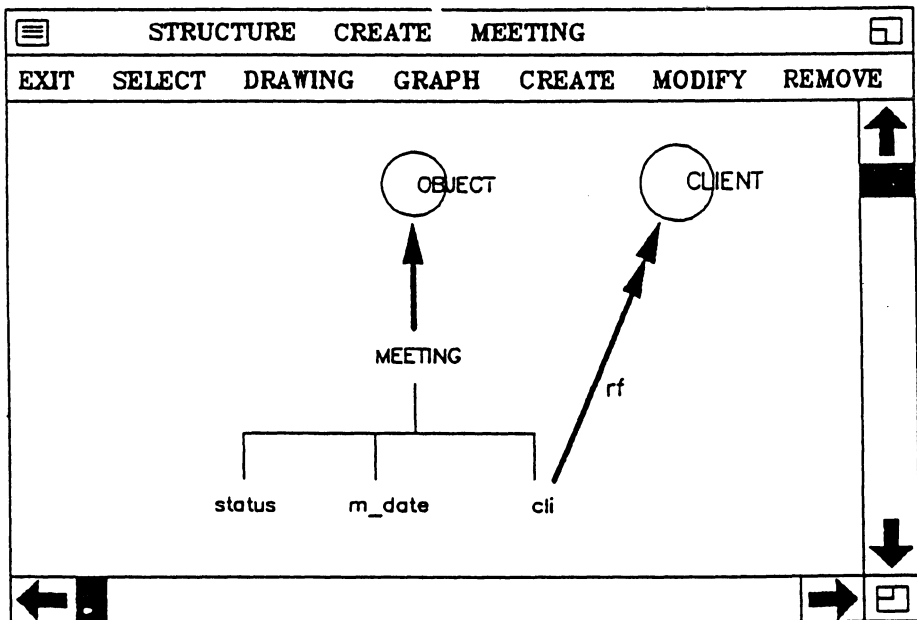 STRUCTURE CREATE MEETING
EXIT SELECT DRAWING GRAPH CREATE MODIFY REMOVE
OBJECT CLIENT
MEETING
rf
status m_date cli